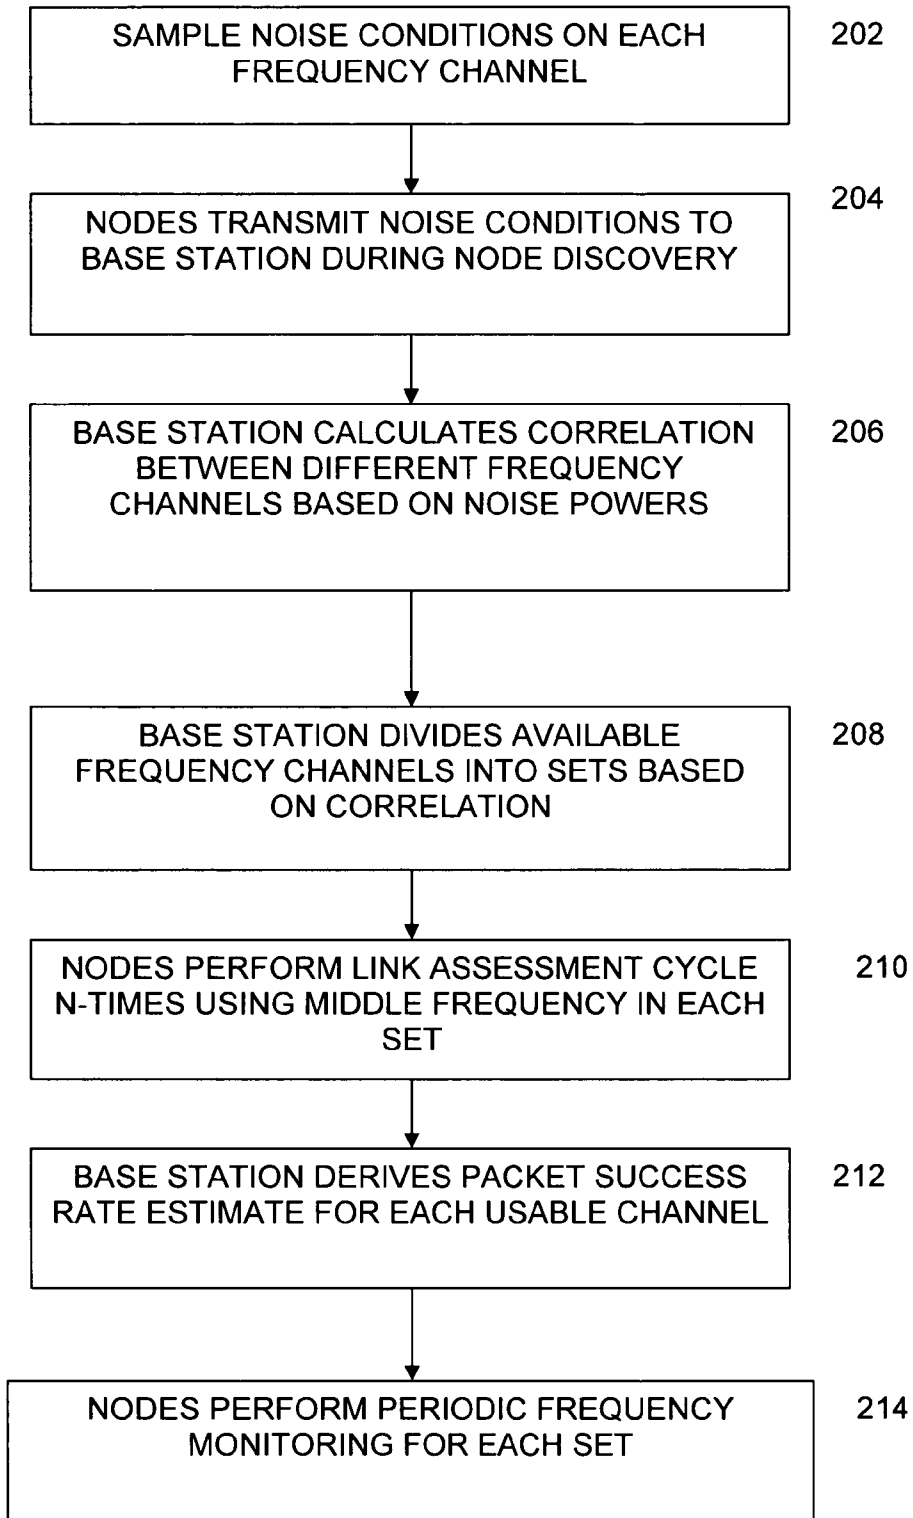 SAMPLE NOISE CONDITIONS ON EACH
FREQUENCY CHANNEL
202
NODES TRANSMIT NOISE CONDITIONS TO
BASE STATION DURING NODE DISCOVERY
204
BASE STATION CALCULATES CORRELATION
BETWEEN DIFFERENT FREQUENCY
CHANNELS BASED ON NOISE POWERS
206
BASE STATION DIVIDES AVAILABLE
FREQUENCY CHANNELS INTO SETS BASED
ON CORRELATION
208
NODES PERFORM LINK ASSESSMENT CYCLE
N-TIMES USING MIDDLE FREQUENCY IN EACH
SET
210
BASE STATION DERIVES PACKET SUCCESS
RATE ESTIMATE FOR EACH USABLE CHANNEL
212
NODES PERFORM PERIODIC FREQUENCY
MONITORING FOR EACH SET
214